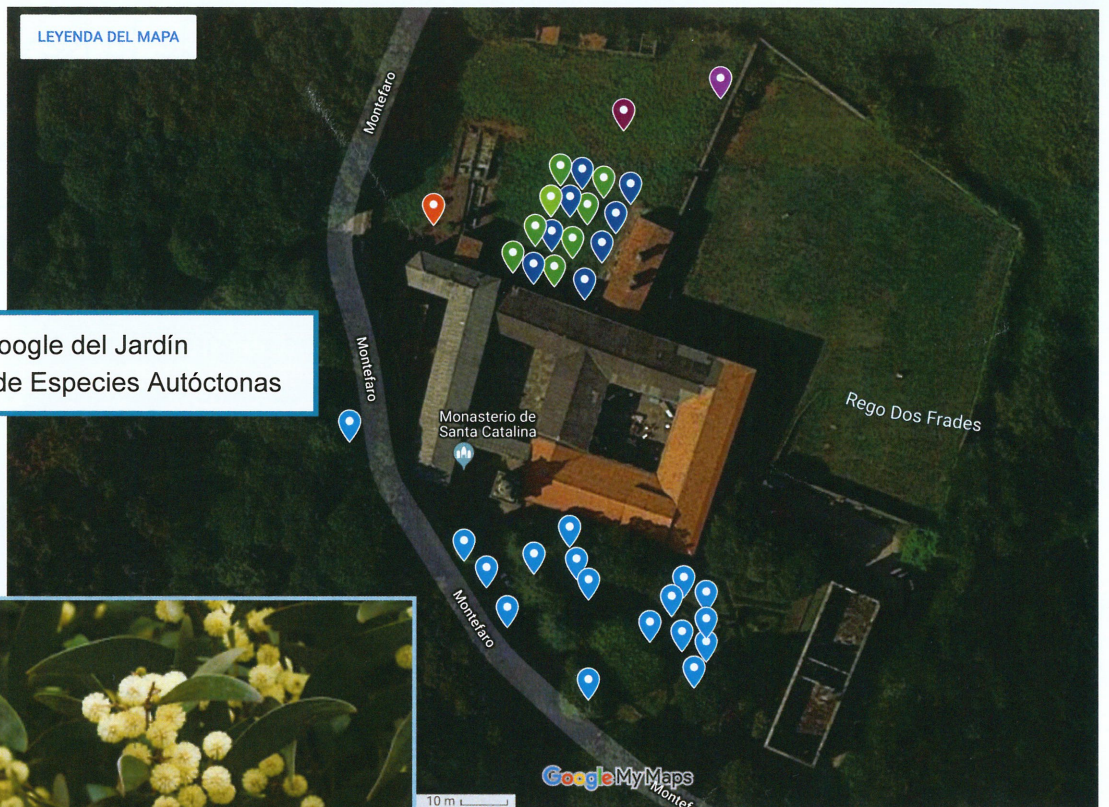 LEYENDA DEL MAPA
Montefaro
oogle del Jardín
de Especies Autóctonas
Montefaro
Monasterio de
Santa Catalina
Rego Dos Frades
Montefaro
Google My Maps
Montef
10 m